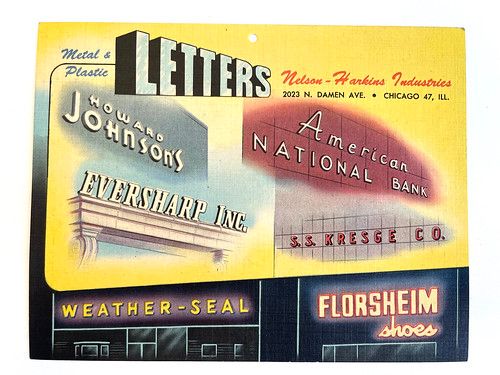 Metal &
Plastic
LETTERS
Nelson-Harkins Industries
2023 N. DAMEN AVE. • CHICAGO 47, ILL.
HOWARD
JOHNSON'S
American
NATIONAL BANK
EVERSHARP INC.
S.S. KRESGE CO.
WEATHER-SEAL
FLORSHEIM
shoes